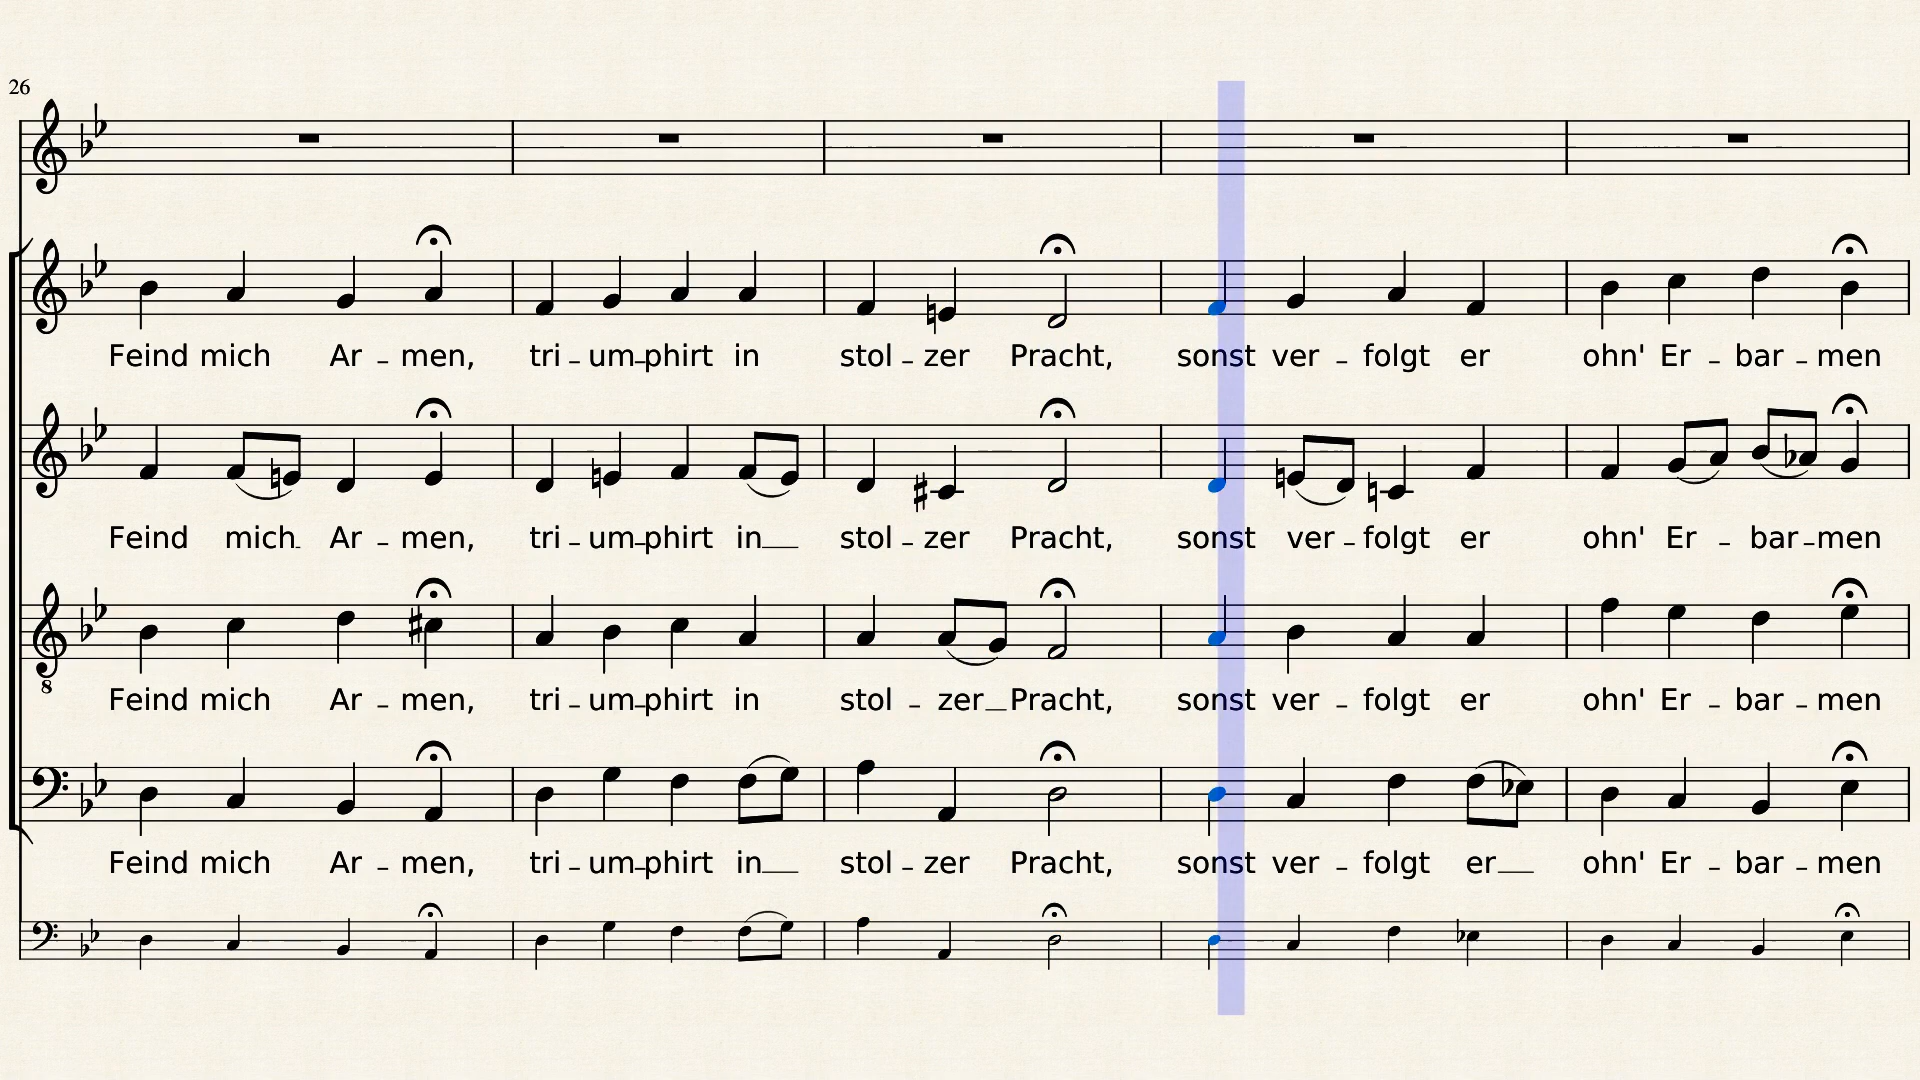 26
Feind mich Ar - men, tri - um - phirt in stol - zer Pracht, sonst ver - folgt er ohn' Er - bar - men
Feind mich Ar - men, tri - um - phirt in stol - zer Pracht, sonst ver - folgt er ohn' Er - bar - men
8
Feind mich Ar - men, tri - um - phirt in stol - zer Pracht, sonst ver - folgt er ohn' Er - bar - men
Feind mich Ar - men, tri - um - phirt in stol - zer Pracht, sonst ver - folgt er ohn' Er - bar - men